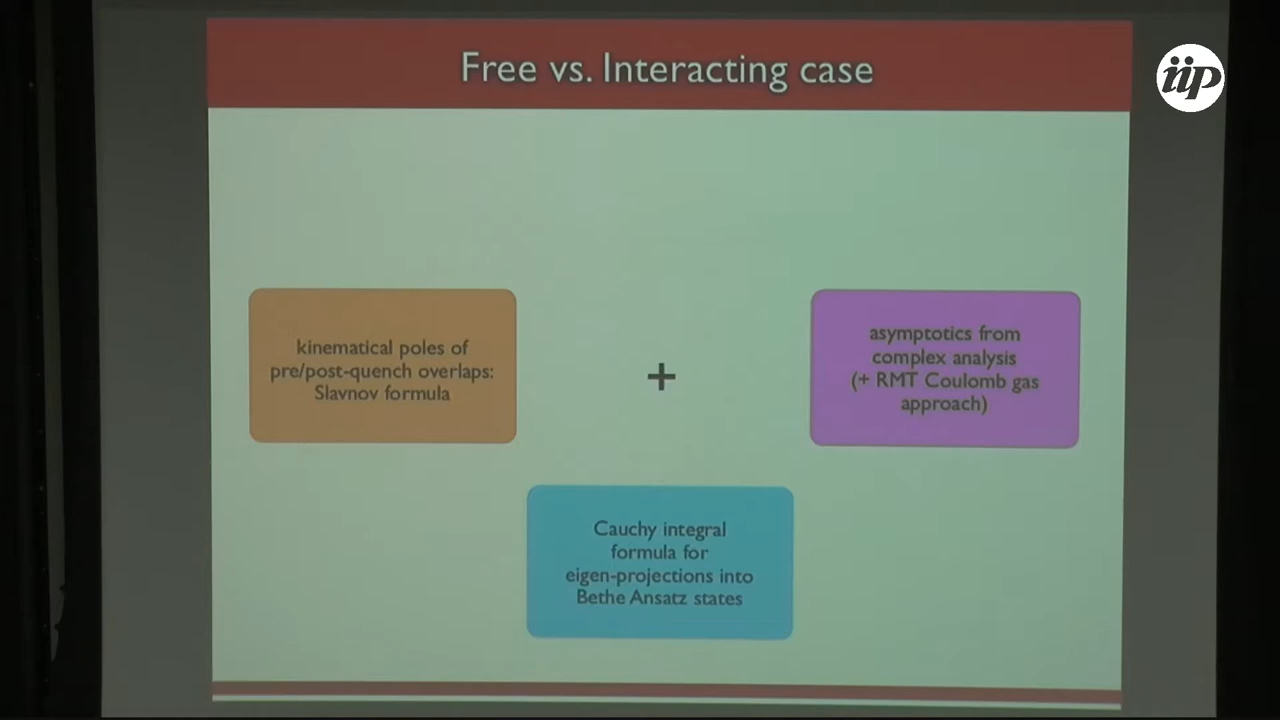 Free vs. Interacting case
iip
kinematical poles of
pre/post-quench overlaps:
Slavnov formula
+
asymptotics from
complex analysis
(+ RMT Coulomb gas
approach)
Cauchy integral
formula for
eigen-projections into
Bethe Ansatz states